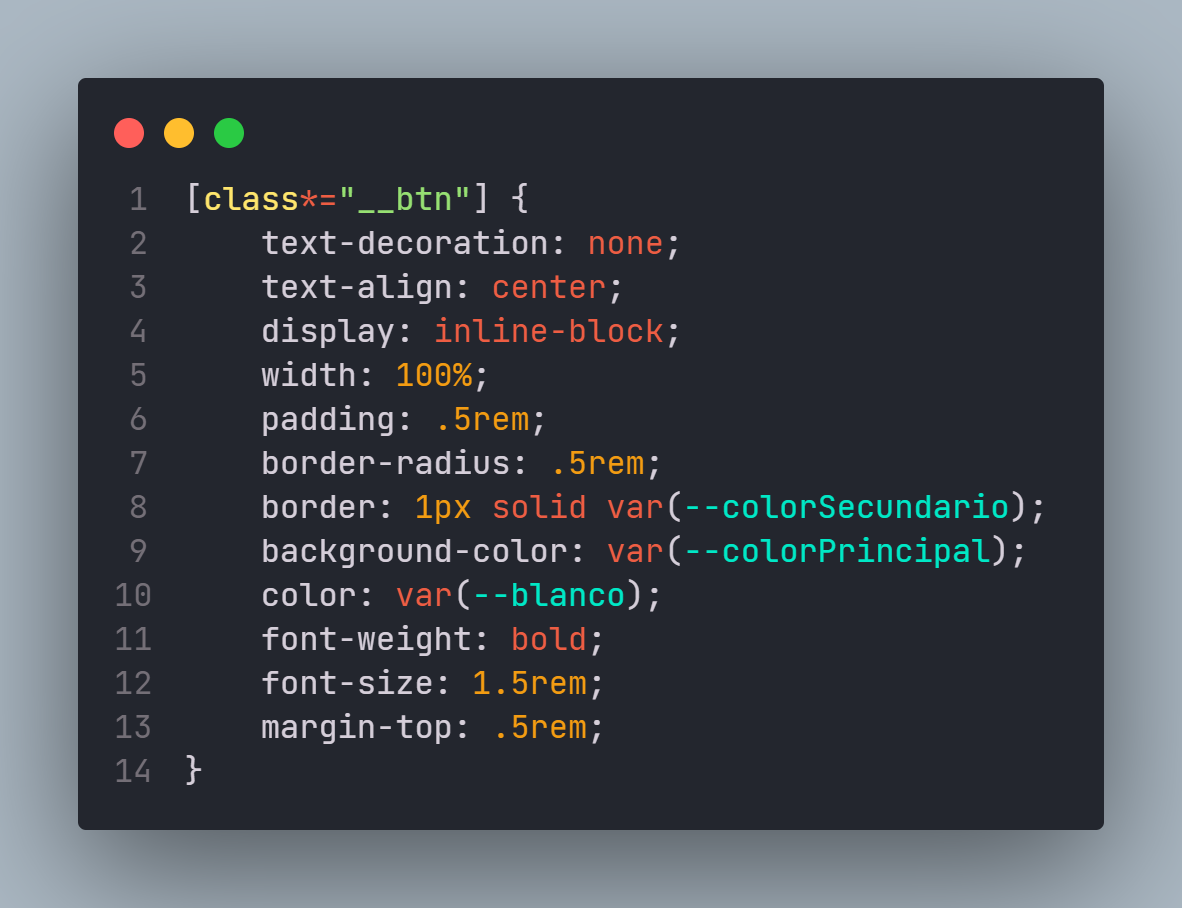 1 [class*="__btn"] {
2     text-decoration: none;
3     text-align: center;
4     display: inline-block;
5     width: 100%;
6     padding: .5rem;
7     border-radius: .5rem;
8     border: 1px solid var(--colorSecundario);
9     background-color: var(--colorPrincipal);
10     color: var(--blanco);
11     font-weight: bold;
12     font-size: 1.5rem;
13     margin-top: .5rem;
14 }